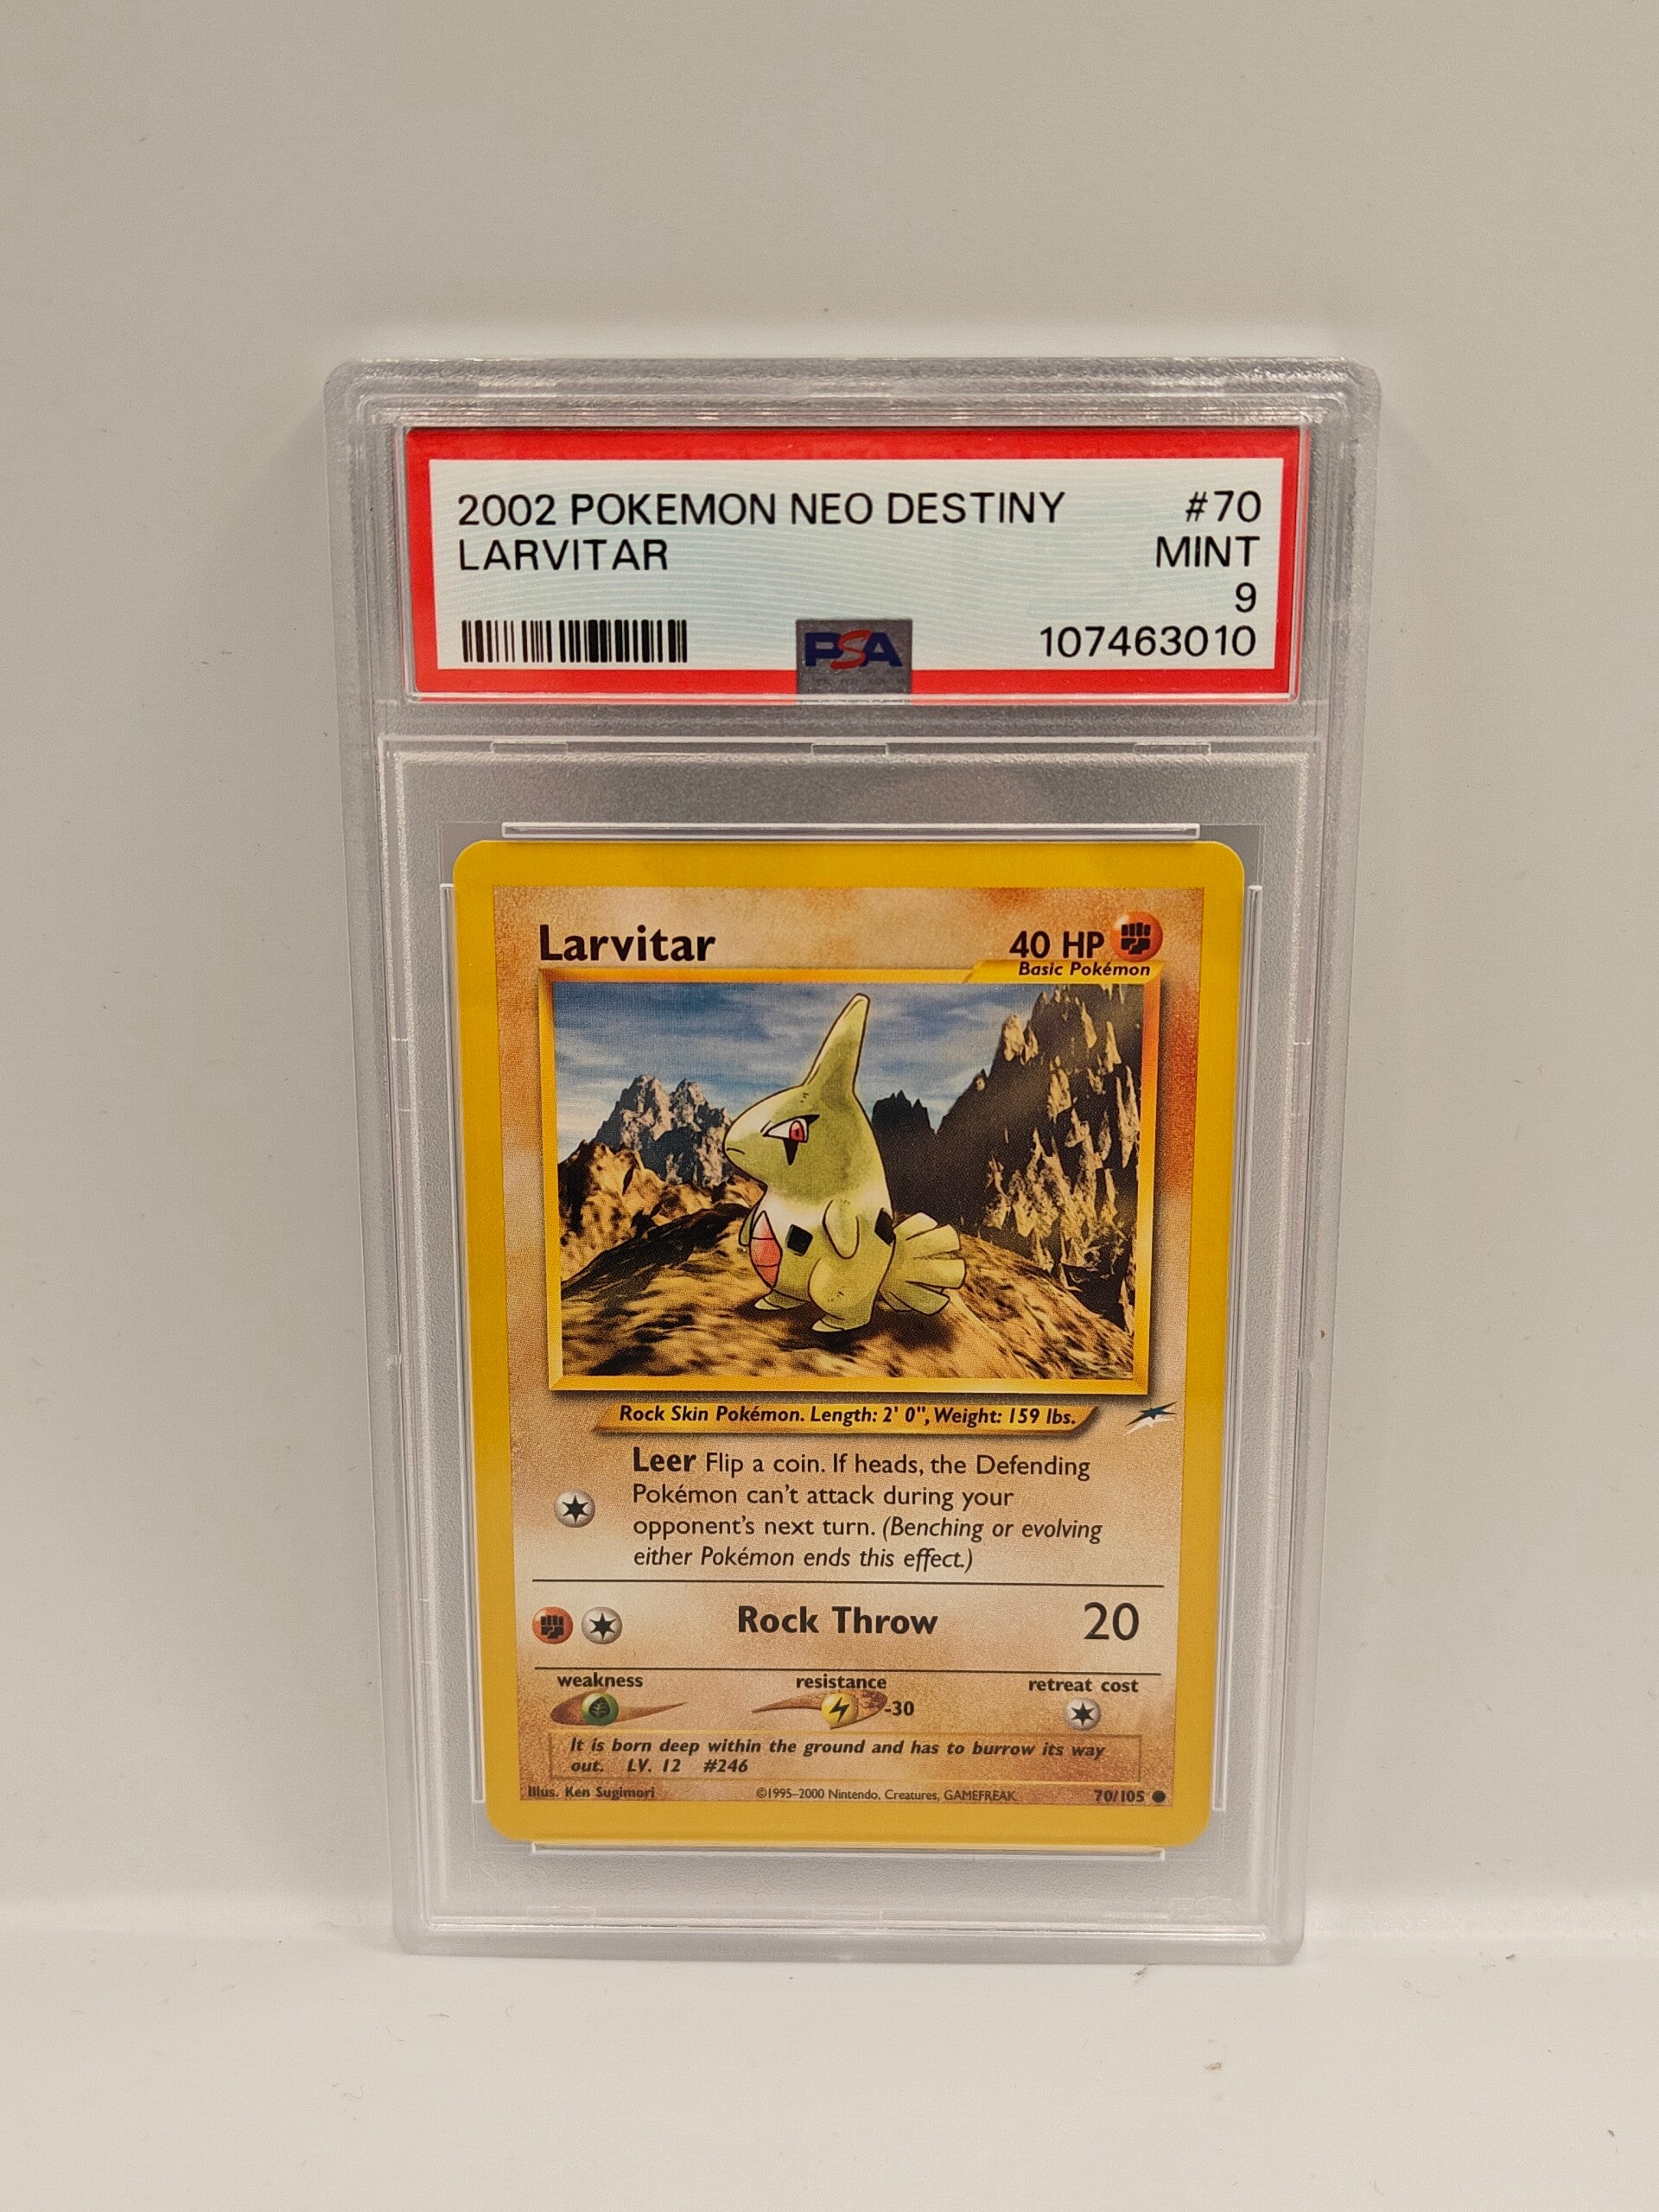 2002 POKEMON NEO DESTINY #70
LARVITAR MINT
9
PSA 107463010
Larvitar 40 HP
Basic Pokémon
Rock Skin Pokémon. Length: 2' 0", Weight: 159 lbs.
Leer Flip a coin. If heads, the Defending
Pokémon can't attack during your
opponent's next turn. (Benching or evolving
either Pokémon ends this effect.)
Rock Throw 20
weakness resistance retreat cost
-30
It is born deep within the ground and has to burrow its way
out. LV. 12 #246
Illus. Ken Sugimori ©1995–2000 Nintendo, Creatures, GAMEFREAK 70/105
PSA